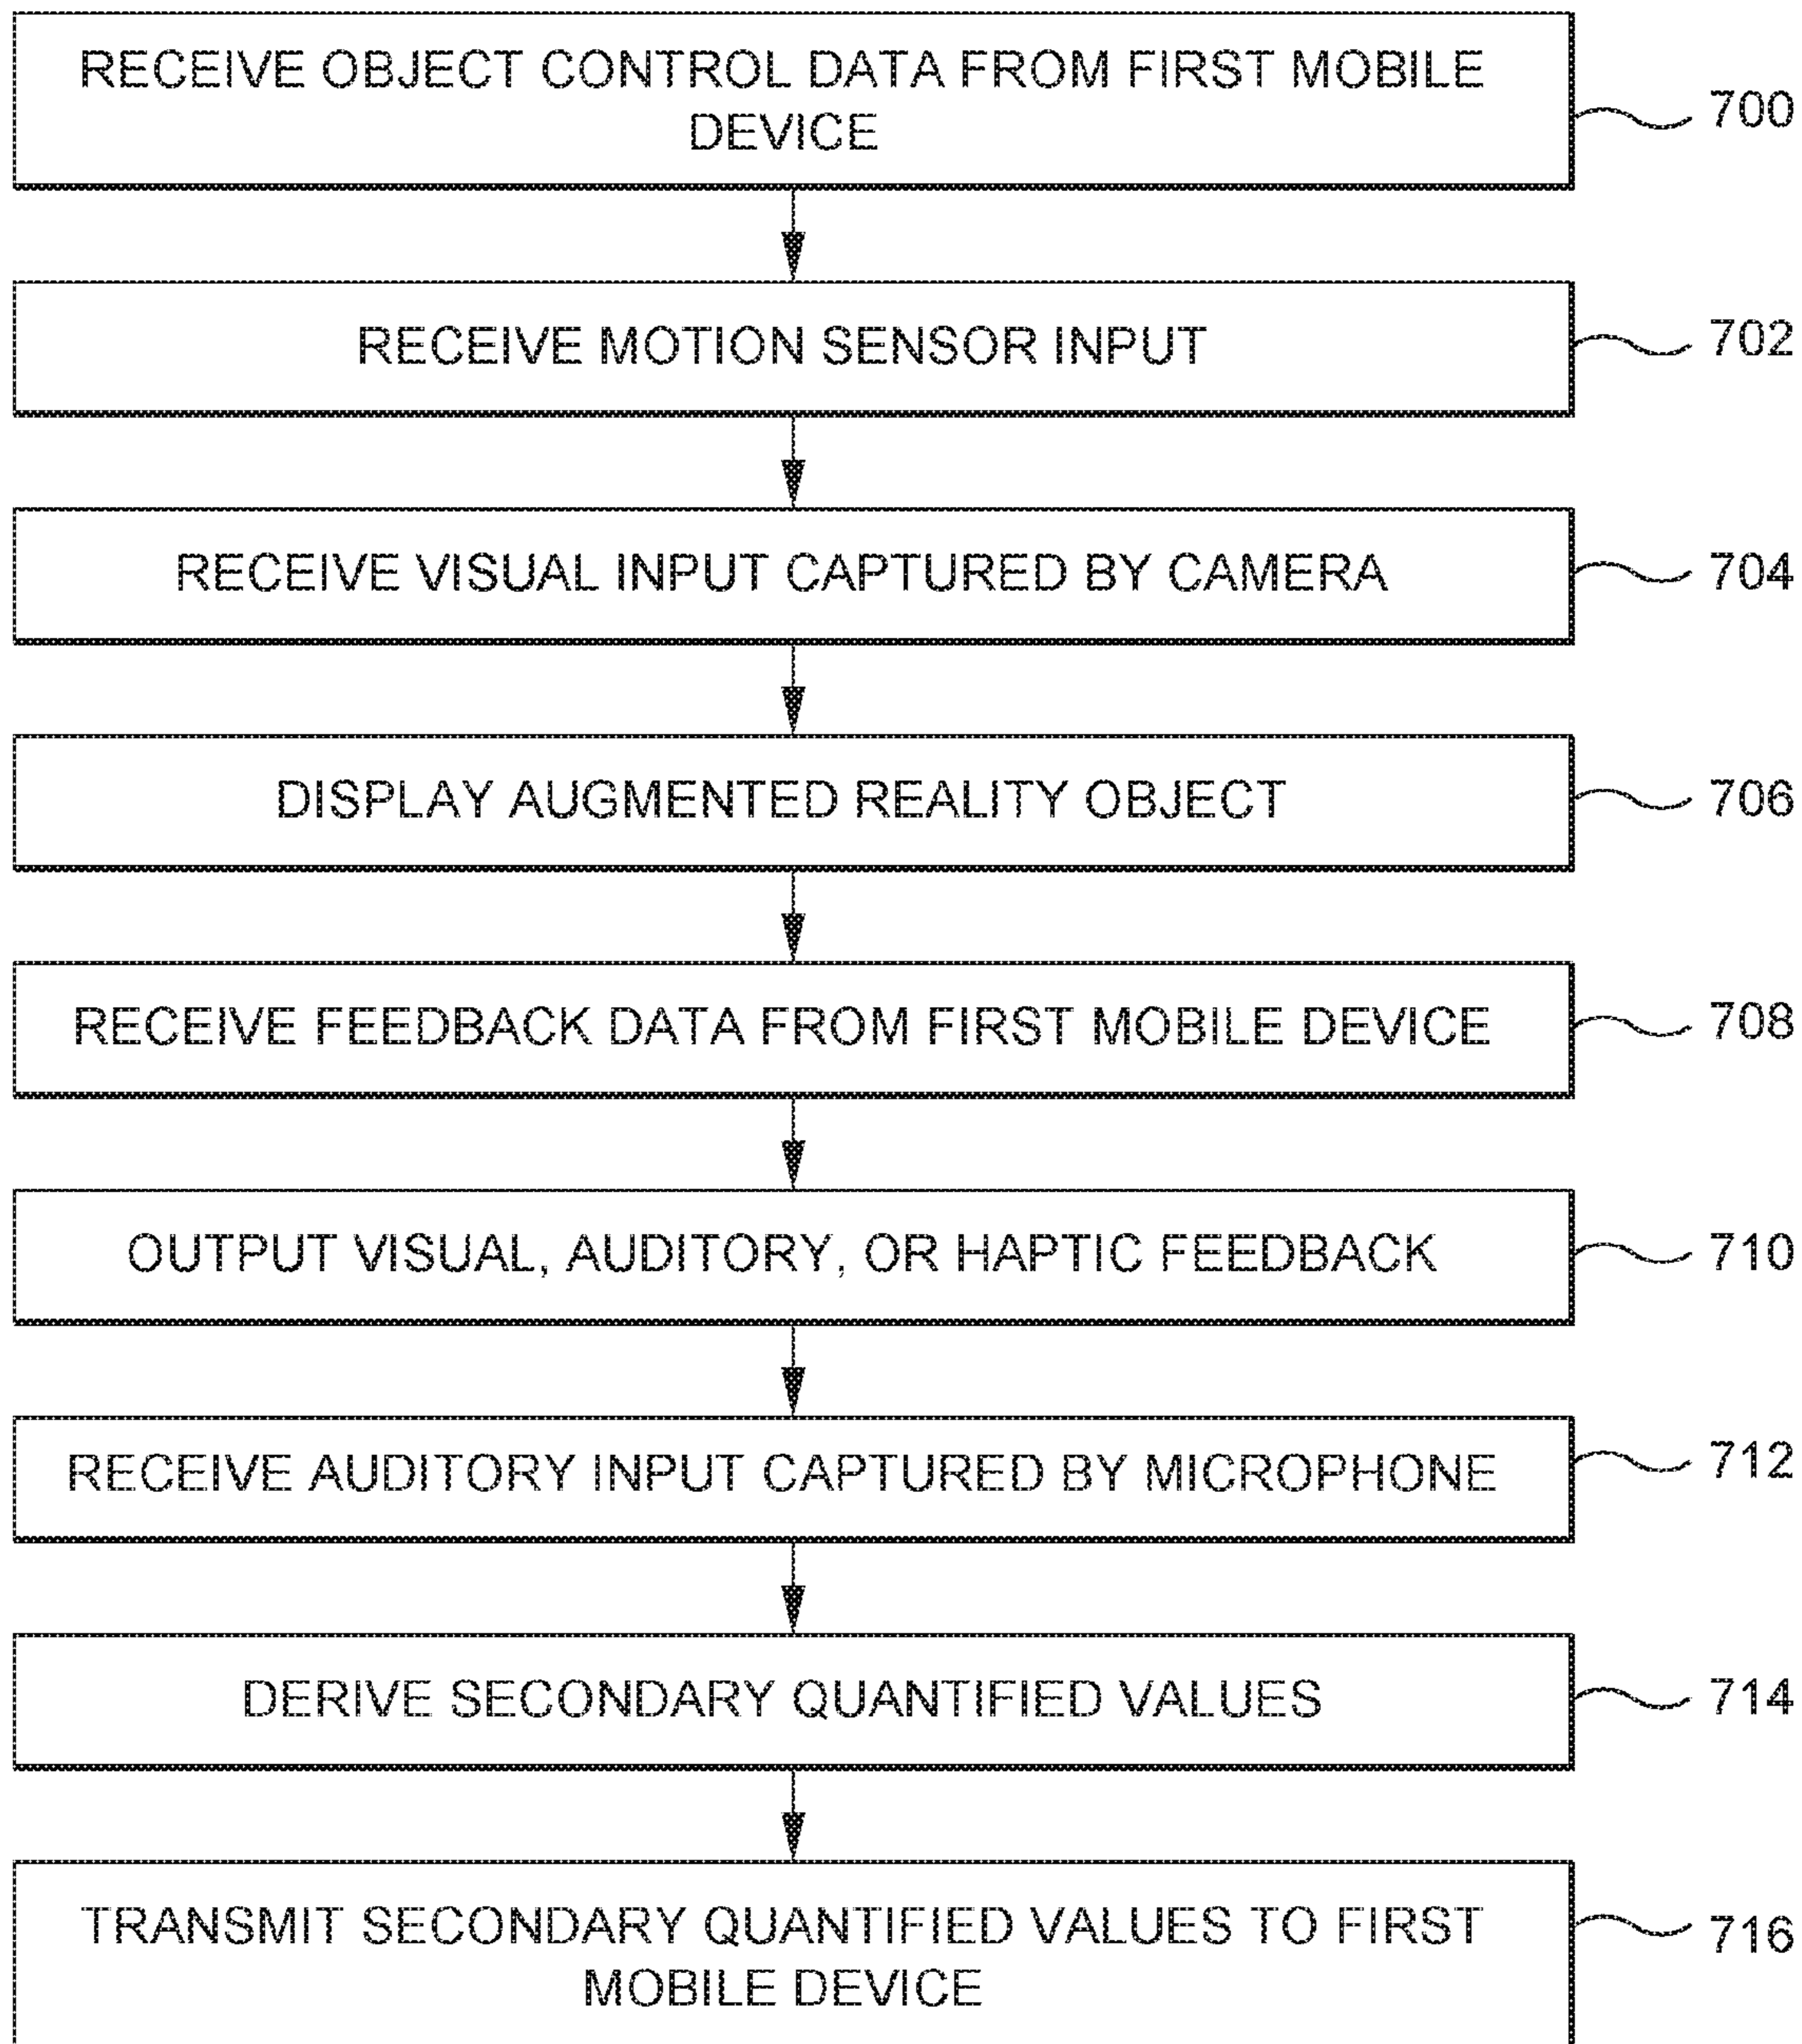 RECEIVE OBJECT CONTROL DATA FROM FIRST MOBILE
DEVICE
700
RECEIVE MOTION SENSOR INPUT
702
RECEIVE VISUAL INPUT CAPTURED BY CAMERA
704
DISPLAY AUGMENTED REALITY OBJECT
706
RECEIVE FEEDBACK DATA FROM FIRST MOBILE DEVICE
708
OUTPUT VISUAL, AUDITORY, OR HAPTIC FEEDBACK
710
RECEIVE AUDITORY INPUT CAPTURED BY MICROPHONE
712
DERIVE SECONDARY QUANTIFIED VALUES
714
TRANSMIT SECONDARY QUANTIFIED VALUES TO FIRST
MOBILE DEVICE
716